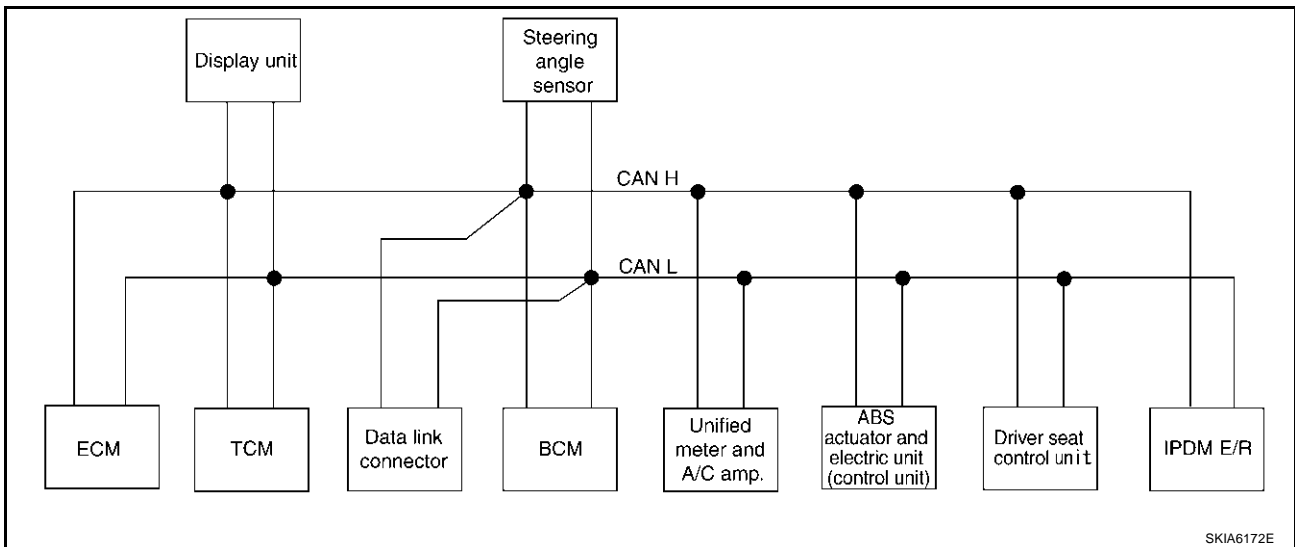 Display unit
Steering
angle
sensor
CAN H
CAN L
ECM
TCM
Data link
connector
BCM
Unified
meter and
A/C amp.
ABS
actuator and
electric unit
(control unit)
Driver seat
control unit
IPDM E/R
SKIA6172E